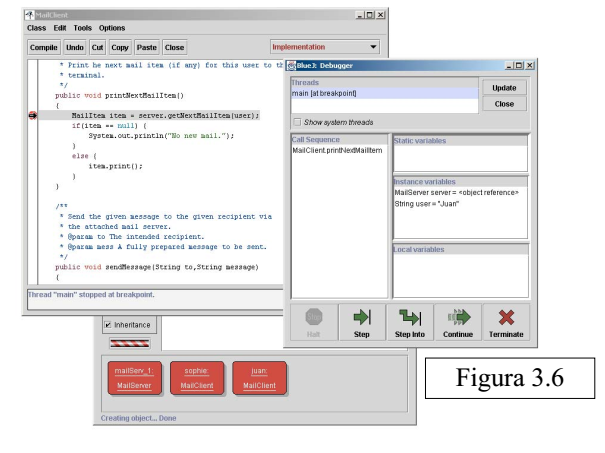 MailClient
Class Edit Tools Options
Compile Undo Cut Copy Paste Close Implementation
* Print he next mail item (if any) for this user to th
* terminal.
*/
public void printNextMailItem()
{
MailItem item = server.getNextMailItem(user);
if(item == null) {
System.out.println("No new mail.");
}
else {
item.print();
}
}
/**
* Send the given message to the given recipient via
* the attached mail server.
* @param to The intended recipient.
* @param mess A fully prepared message to be sent.
*/
public void sendMessage(String to,String message)
{
Thread "main" stopped at breakpoint.
BlueJ: Debugger
Threads
main (at breakpoint)
Update
Close
Show system threads
Call Sequence
MailClient.printNextMailItem
Static variables
Instance variables
MailServer server = <object reference>
String user = "Juan"
Local variables
Halt Step Step Into Continue Terminate
Inheritance
mailServ_1:
MailServer
sophie:
MailClient
juan:
MailClient
Creating object... Done
Figura 3.6